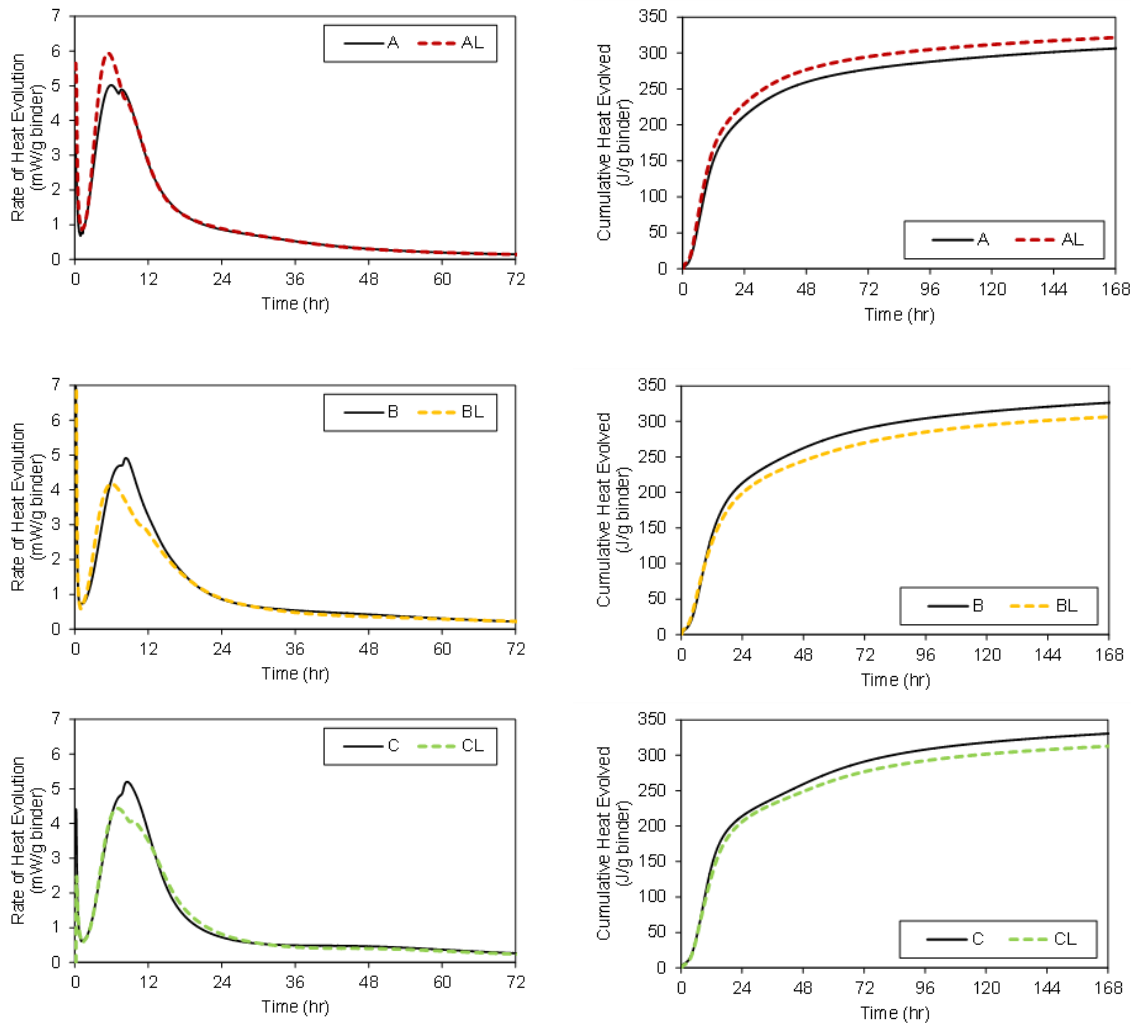 7
6
5
4
3
2
1
0
0 12 24 36 48 60 72
Rate of Heat Evolution
(mW/g binder)
Time (hr)
A AL
350
300
250
200
150
100
50
0
0 24 48 72 96 120 144 168
Cumulative Heat Evolved
(J/g binder)
Time (hr)
A AL
7
6
5
4
3
2
1
0
0 12 24 36 48 60 72
Rate of Heat Evolution
(mW/g binder)
Time (hr)
B BL
350
300
250
200
150
100
50
0
0 24 48 72 96 120 144 168
Cumulative Heat Evolved
(J/g binder)
Time (hr)
B BL
7
6
5
4
3
2
1
0
0 12 24 36 48 60 72
Rate of Heat Evolution
(mW/g binder)
Time (hr)
C CL
350
300
250
200
150
100
50
0
0 24 48 72 96 120 144 168
Cumulative Heat Evolved
(J/g binder)
Time (hr)
C CL